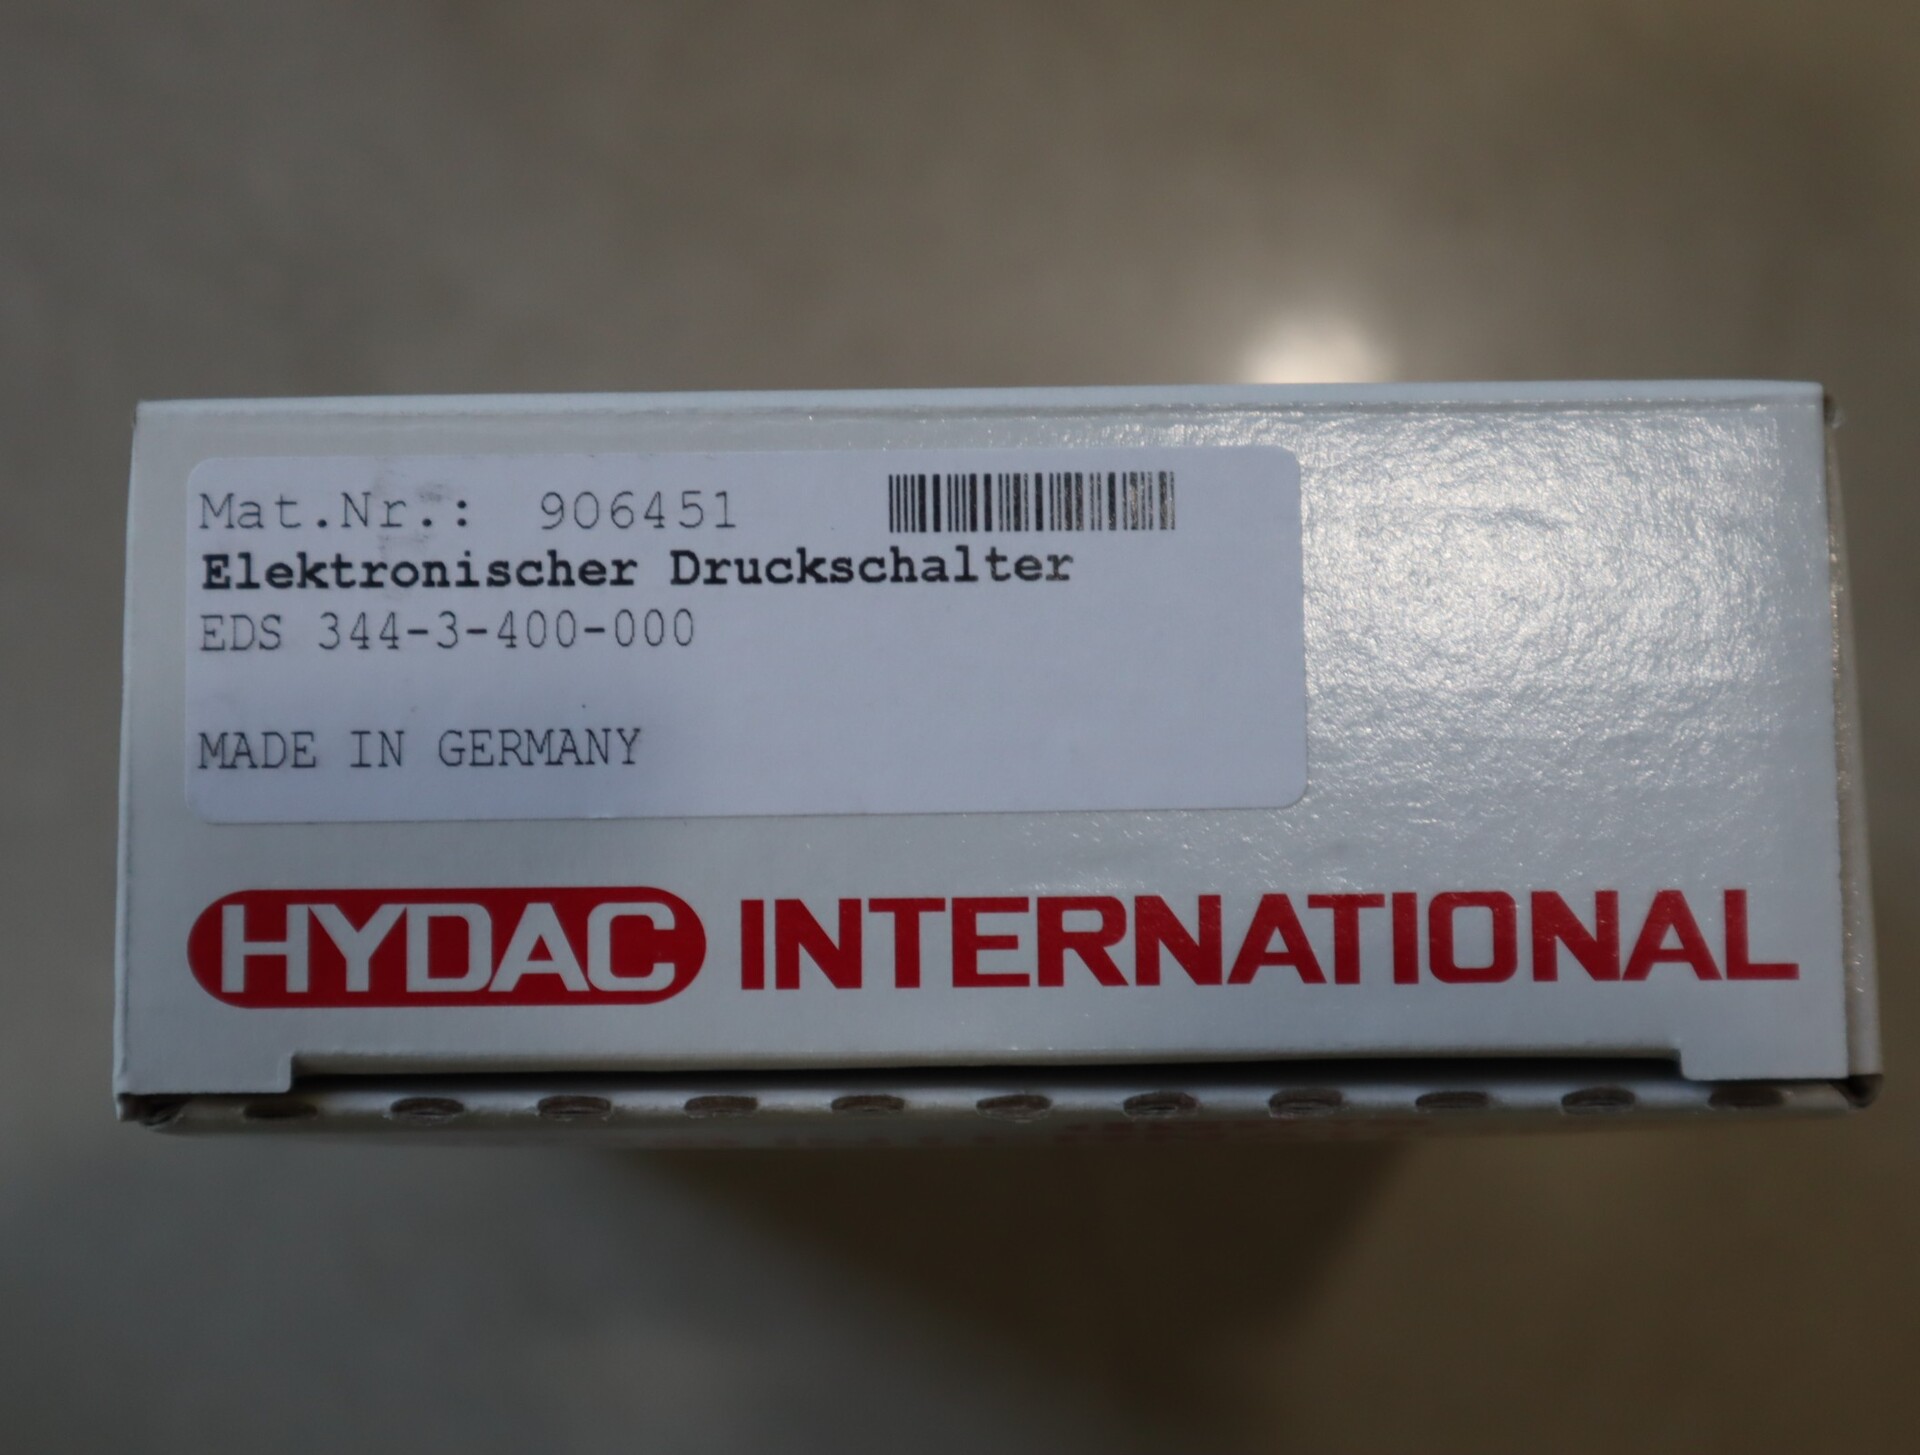 Mat.Nr.: 906451
Elektronischer Druckschalter
EDS 344-3-400-000
MADE IN GERMANY
HYDAC INTERNATIONAL